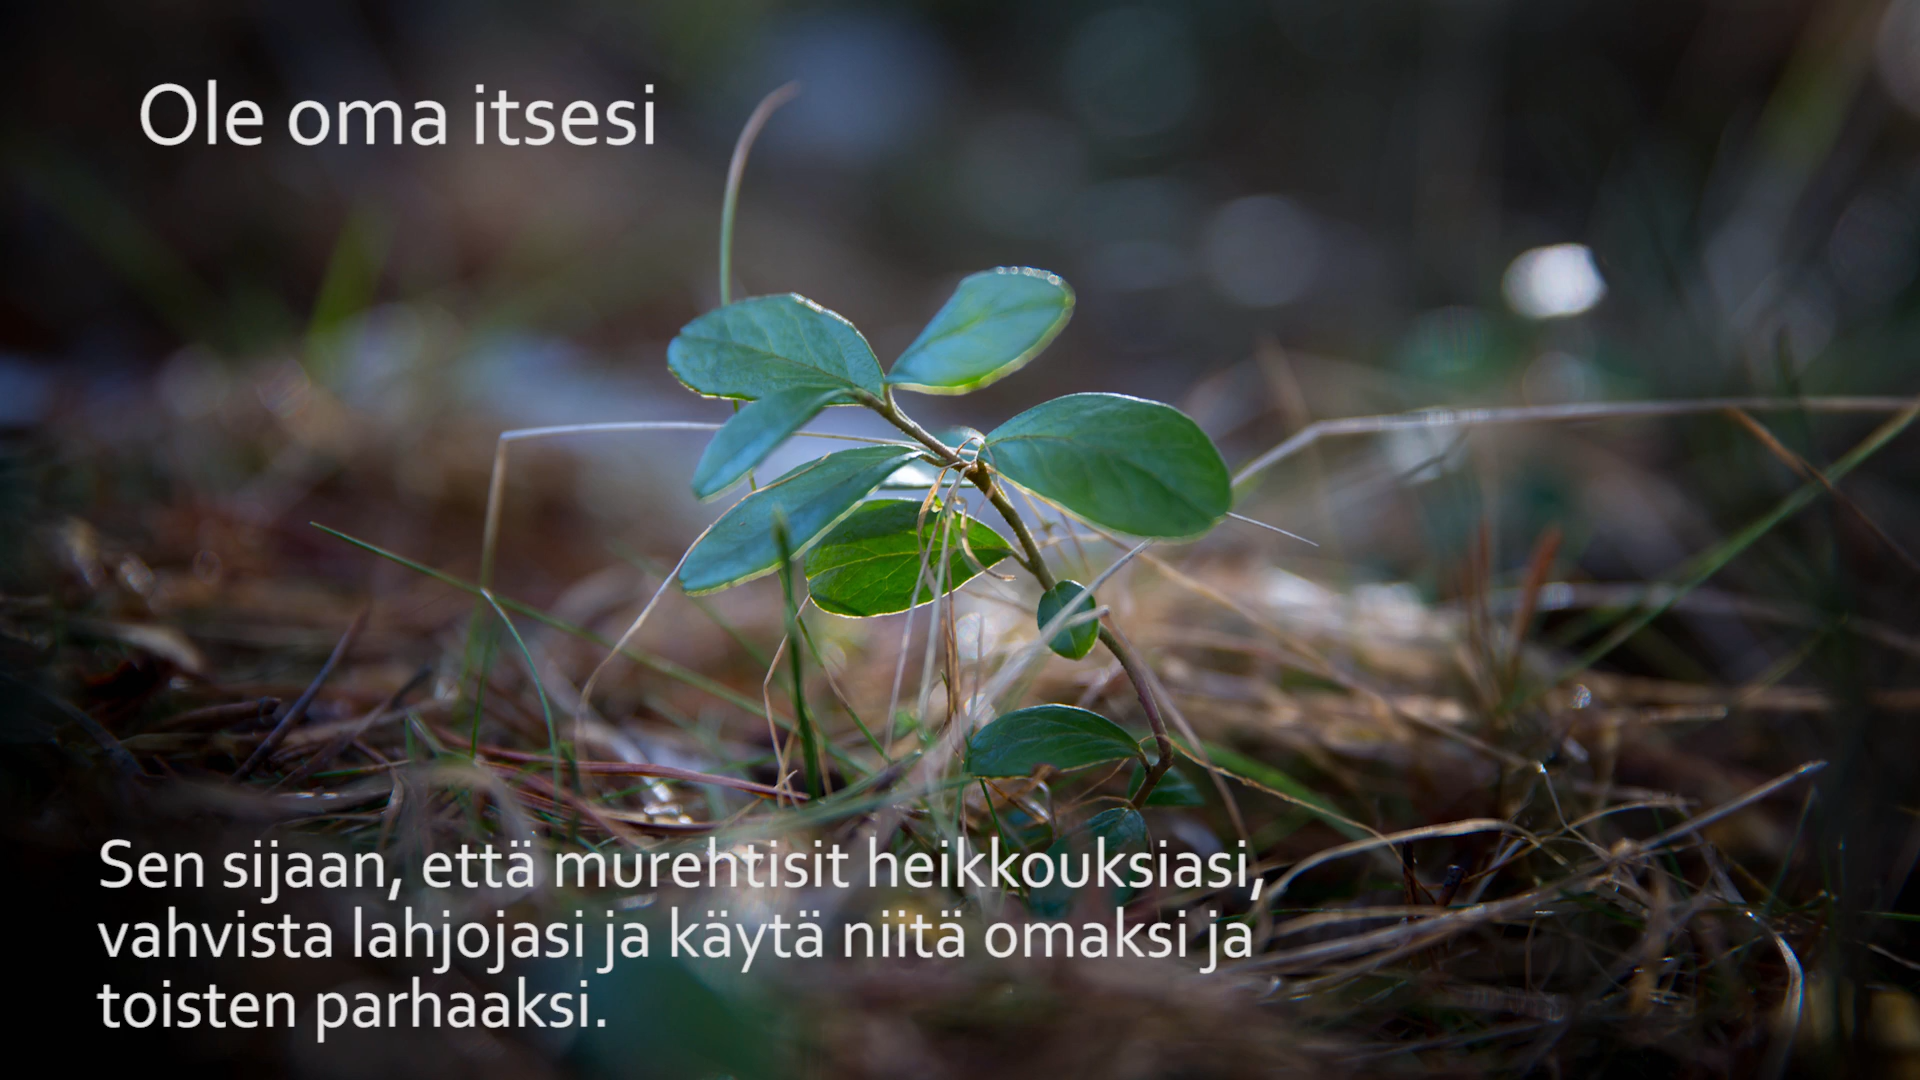 Ole oma itsesi
Sen sijaan, että murehtisit heikkouksiasi,
vahvista lahjojasi ja käytä niitä omaksi ja
toisten parhaaksi.